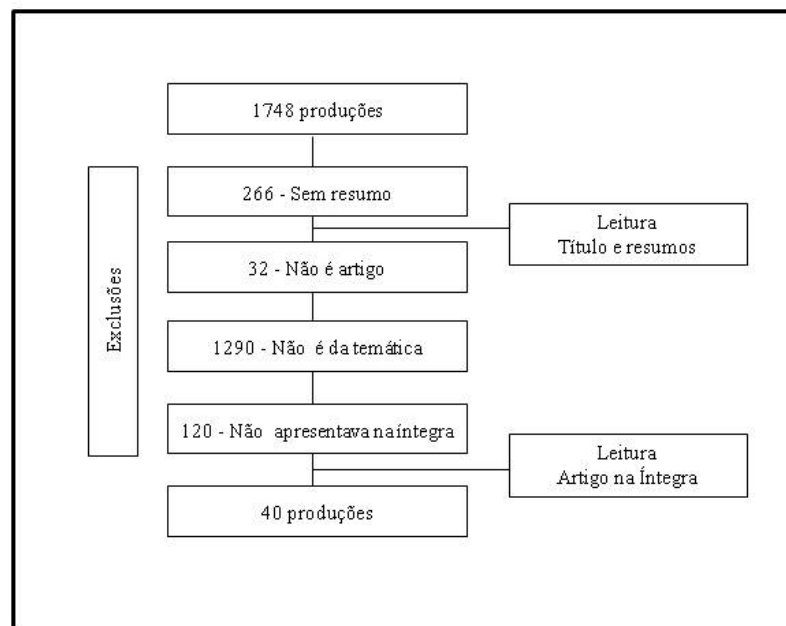 1748 produções
Exclusões
266 - Sem resumo
Leitura
Título e resumos
32 - Não é artigo
1290 - Não é da temática
120 - Não apresentava na íntegra
Leitura
Artigo na Íntegra
40 produções